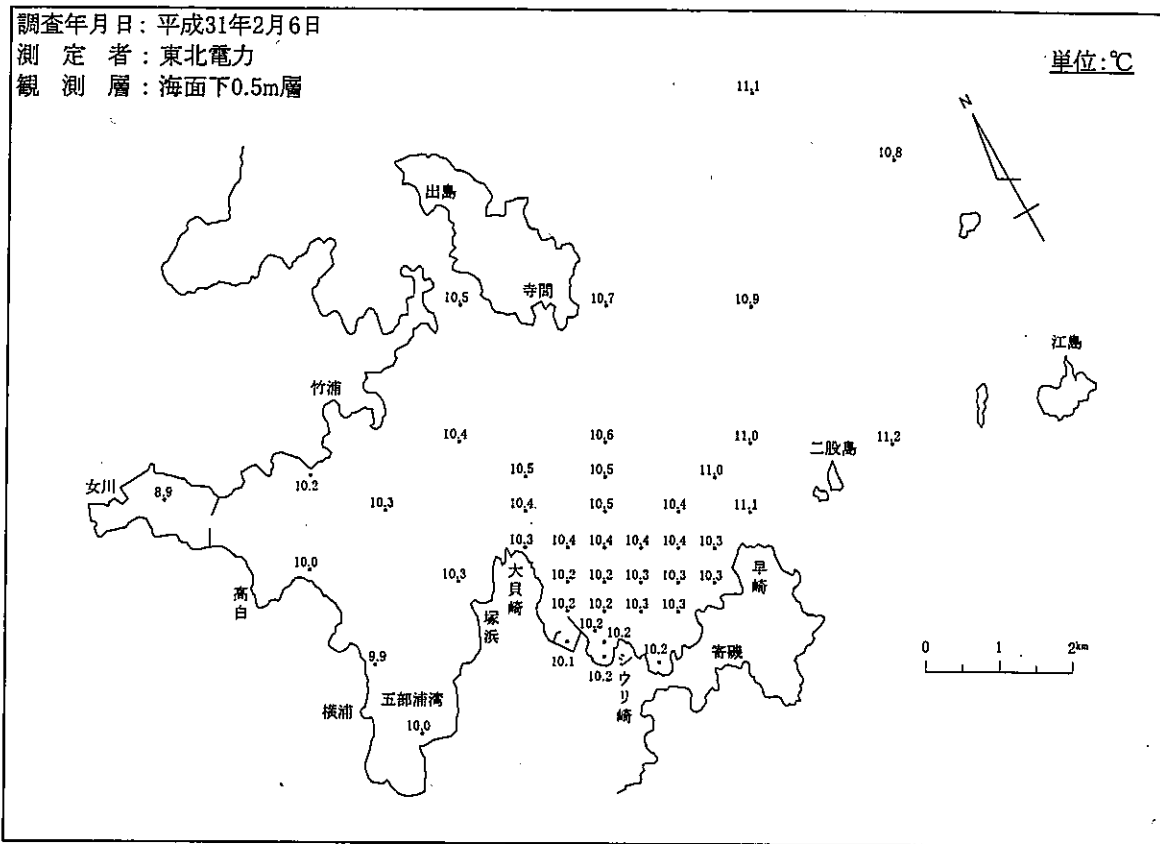 調査年月日：平成31年2月6日
測定者：東北電力
観測層：海面下0.5m層
単位：℃
11.1
N
10.8
出島
10.5
寺間
10.7
10.9
江島
竹浦
10.4
10.6
11.0
二股島
11.2
女川
8.9
10.2
10.5
10.5
11.0
10.3
10.4
10.5
10.4
11.1
10.3
10.4
10.4
10.4
10.4
10.3
10.0
10.3
大貝崎
10.2
10.2
10.3
10.3
10.3
早崎
高白
塚浜
10.2
10.2
10.3
10.3
10.2
10.2
10.1
10.2
シウリ崎
10.2
寄磯
9.9
横浦
五部浦湾
10.0
0 1 2km